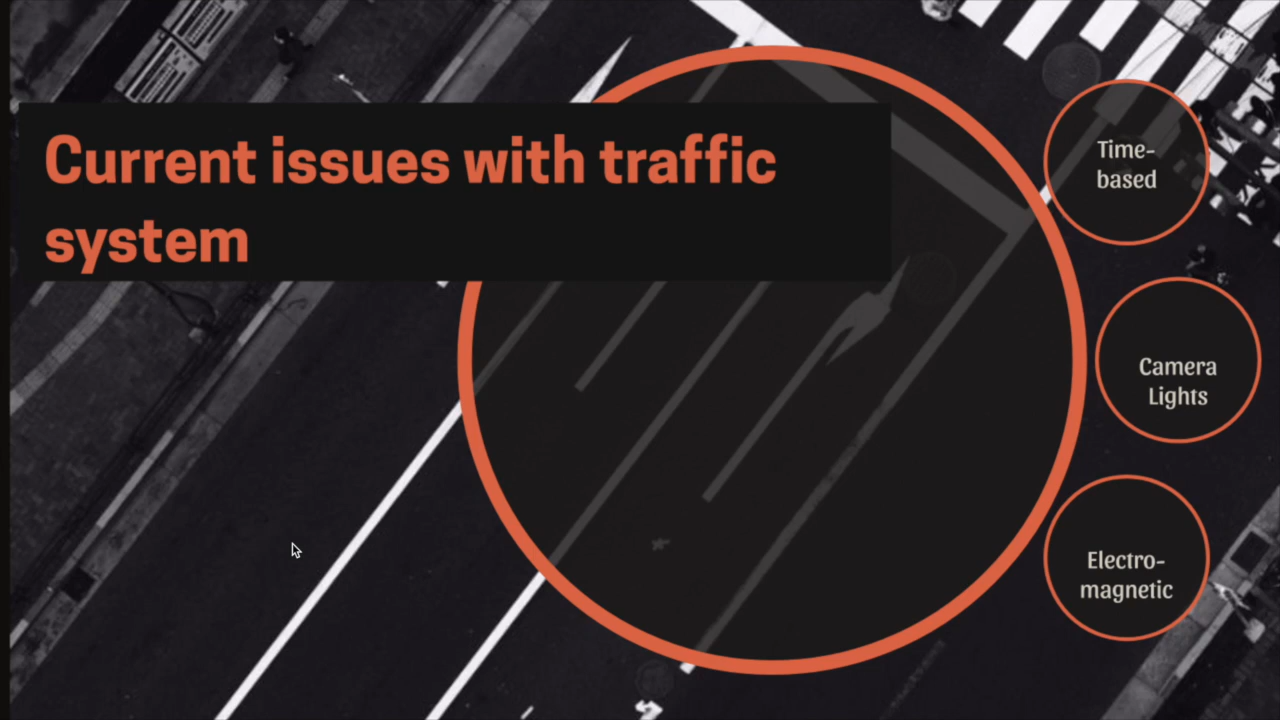 Current issues with traffic
system
Time-
based
Camera
Lights
Electro-
magnetic